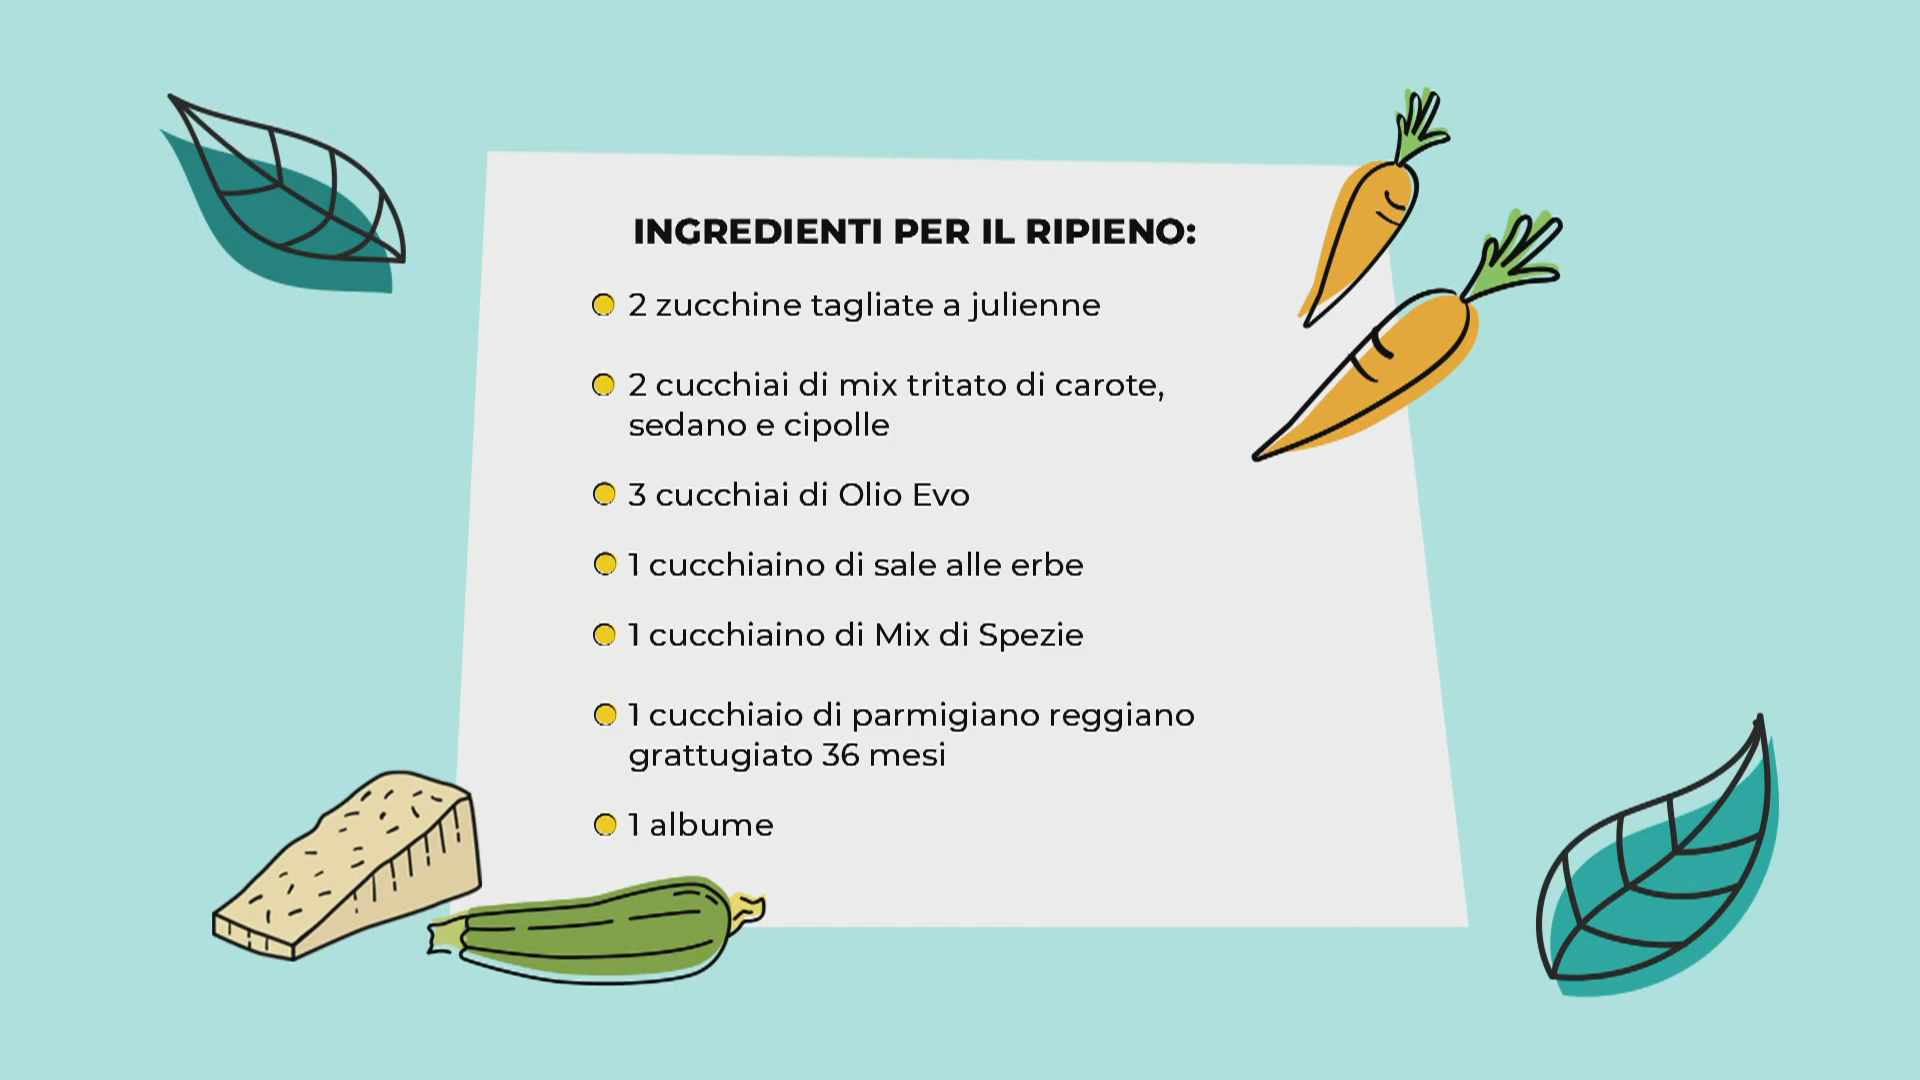 INGREDIENTI PER IL RIPIENO:
2 zucchine tagliate a julienne
2 cucchiai di mix tritato di carote,
sedano e cipolle
3 cucchiai di Olio Evo
1 cucchiaino di sale alle erbe
1 cucchiaino di Mix di Spezie
1 cucchiaio di parmigiano reggiano
grattugiato 36 mesi
1 albume